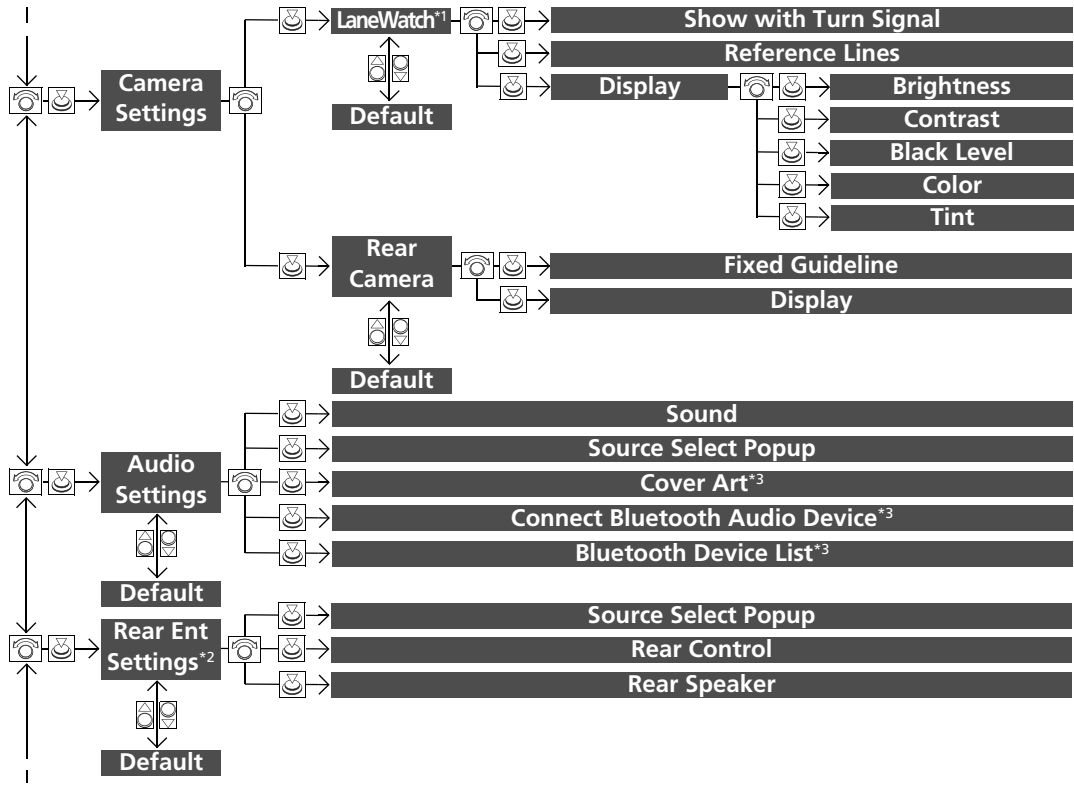 LaneWatch*1
Show with Turn Signal
Reference Lines
Camera
Settings
Display
Brightness
Default
Contrast
Black Level
Color
Tint
Rear
Camera
Fixed Guideline
Display
Default
Sound
Audio
Settings
Source Select Popup
Cover Art*3
Connect Bluetooth Audio Device*3
Bluetooth Device List*3
Default
Rear Ent
Settings*2
Source Select Popup
Rear Control
Rear Speaker
Default